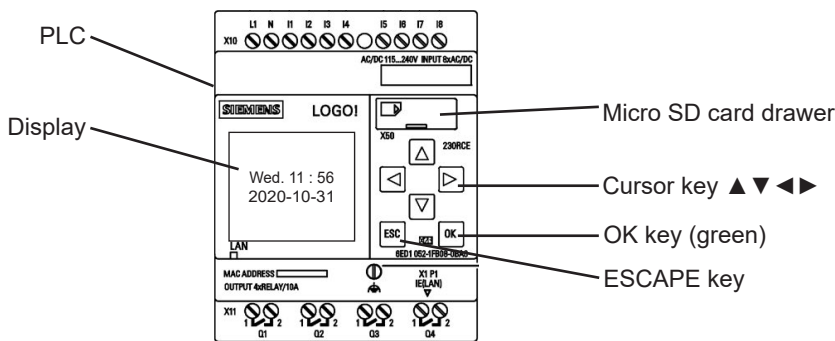 L1 N I1 I2 I3 I4 I5 I6 I7 I8
X10
AC/DC 115...240V INPUT 8xAC/DC
PLC
SIEMENS LOGO!
Micro SD card drawer
X50
230RCE
Display
Wed. 11 : 56
2020-10-31
Cursor key ▲▼◄►
ESC OK
OK key (green)
LAN
6ED1 052-1FB08-0BA0
ESCAPE key
MAC ADDRESS
X1 P1
OUTPUT 4xRELAY/10A
IE(LAN)
X11
1 2 1 2 1 2 1 2
Q1 Q2 Q3 Q4